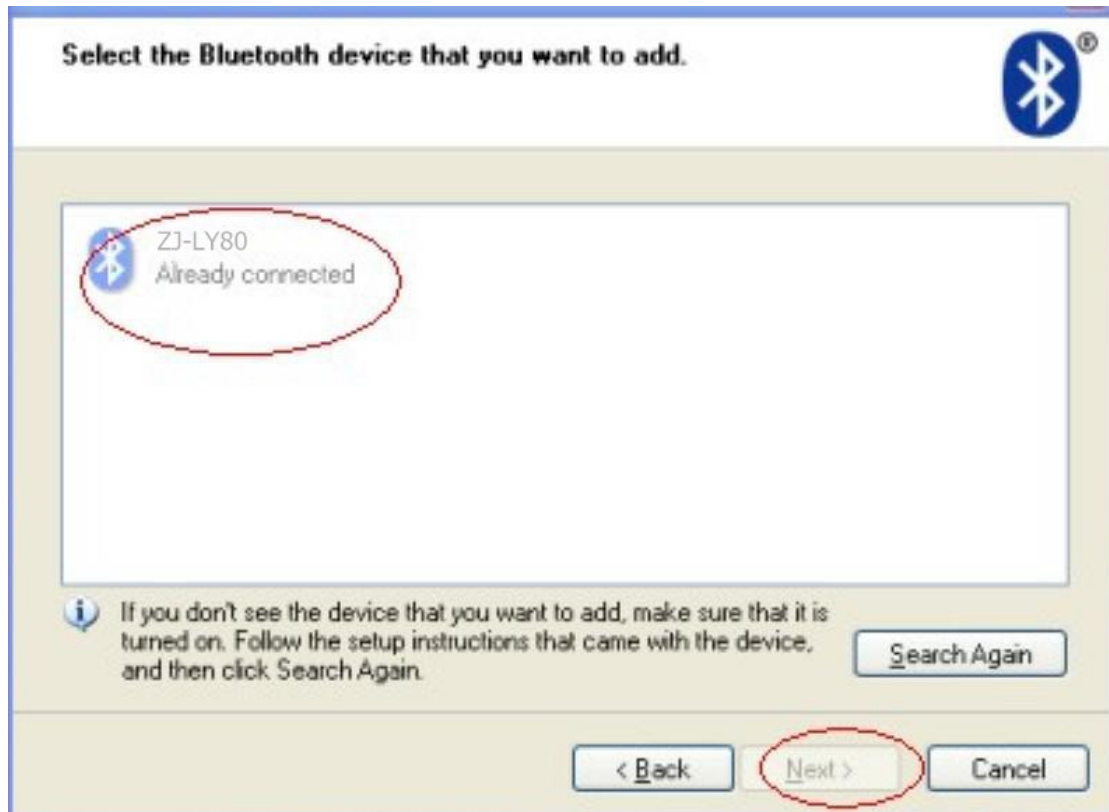 Select the Bluetooth device that you want to add.
®
ZJ-LY80
Already connected
If you don't see the device that you want to add, make sure that it is
turned on. Follow the setup instructions that came with the device,
and then click Search Again.
Search Again
< Back
Next >
Cancel